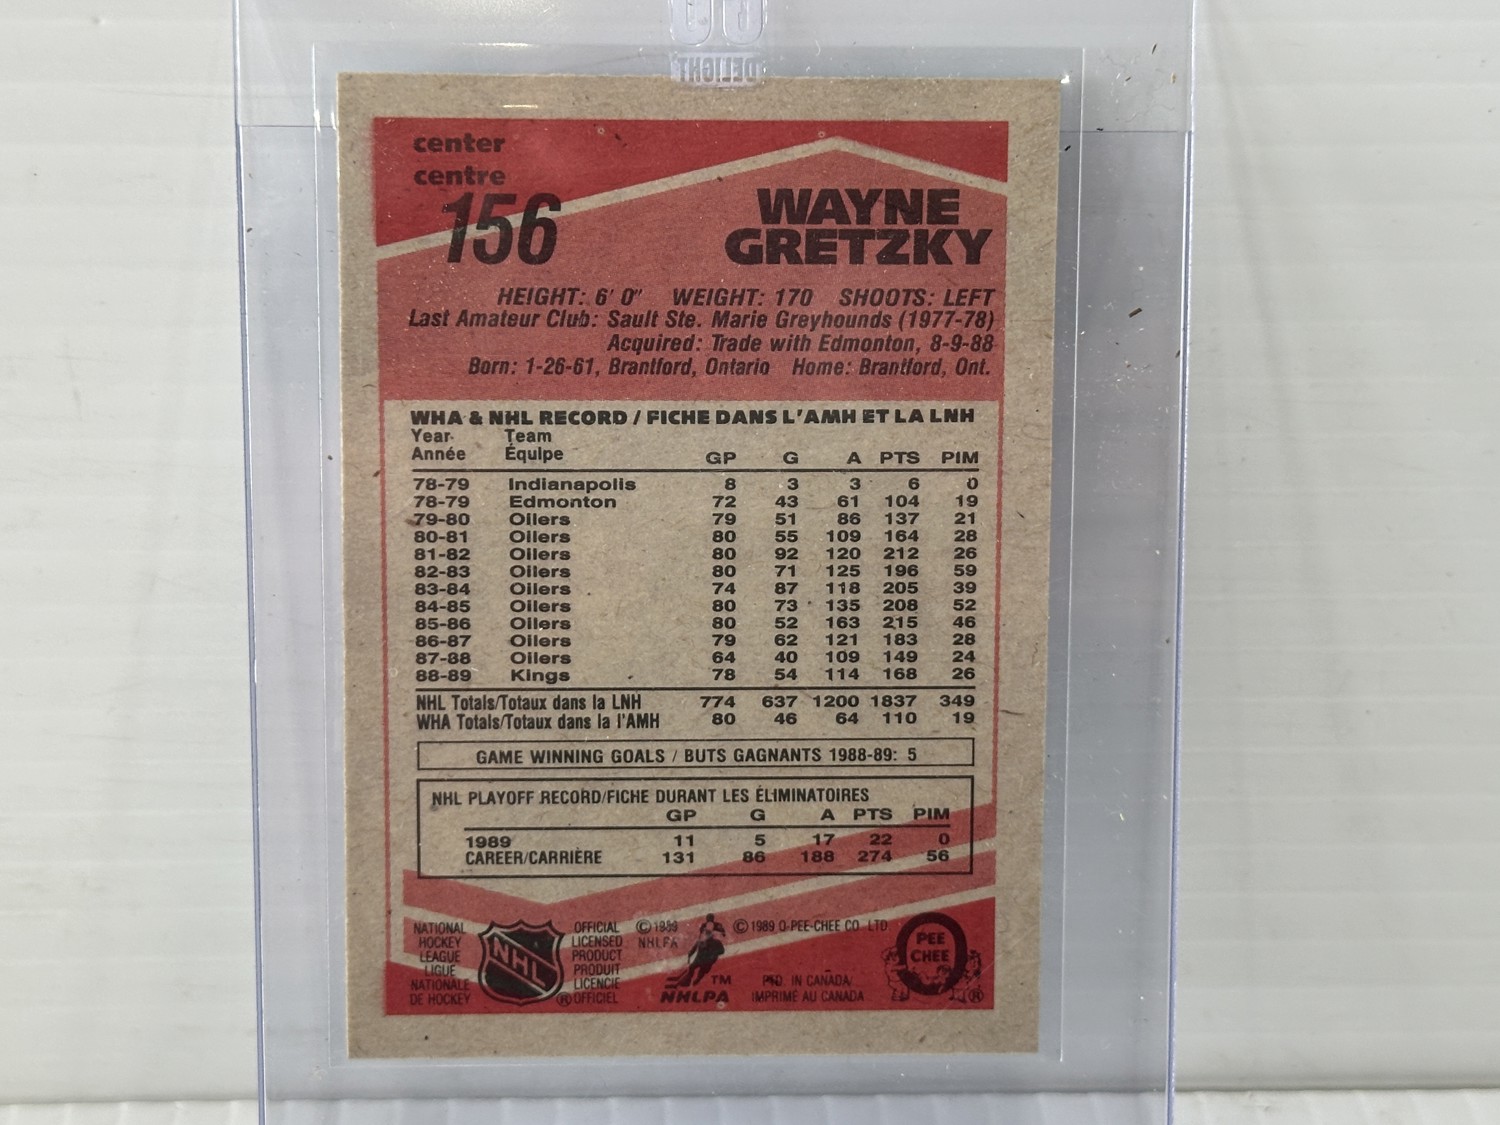 DELIGHT
center
centre
156
WAYNE
GRETZKY
HEIGHT: 6' 0" WEIGHT: 170 SHOOTS: LEFT
Last Amateur Club: Sault Ste. Marie Greyhounds (1977-78)
Acquired: Trade with Edmonton, 8-9-88
Born: 1-26-61, Brantford, Ontario Home: Brantford, Ont.
WHA & NHL RECORD / FICHE DANS L'AMH ET LA LNH
Year Team
Année Équipe GP G A PTS PIM
78-79 Indianapolis 8 3 3 6 0
78-79 Edmonton 72 43 61 104 19
79-80 Oilers 79 51 86 137 21
80-81 Oilers 80 55 109 164 28
81-82 Oilers 80 92 120 212 26
82-83 Oilers 80 71 125 196 59
83-84 Oilers 74 87 118 205 39
84-85 Oilers 80 73 135 208 52
85-86 Oilers 80 52 163 215 46
86-87 Oilers 79 62 121 183 28
87-88 Oilers 64 40 109 149 24
88-89 Kings 78 54 114 168 26
NHL Totals/Totaux dans la LNH 774 637 1200 1837 349
WHA Totals/Totaux dans la l'AMH 80 46 64 110 19
GAME WINNING GOALS / BUTS GAGNANTS 1988-89: 5
NHL PLAYOFF RECORD/FICHE DURANT LES ÉLIMINATOIRES
GP G A PTS PIM
1989 11 5 17 22 0
CAREER/CARRIÈRE 131 86 188 274 56
NATIONAL
HOCKEY
LEAGUE
LIGUE
NATIONALE
DE HOCKEY
NHL
OFFICIAL
LICENSED
PRODUCT
PRODUIT
LICENCIÉ
® OFFICIEL
© 1989
NHLPA
TM
NHLPA
© 1989 O-PEE-CHEE CO. LTD.
PTD. IN CANADA/
IMPRIMÉ AU CANADA
O
PEE
CHEE
®